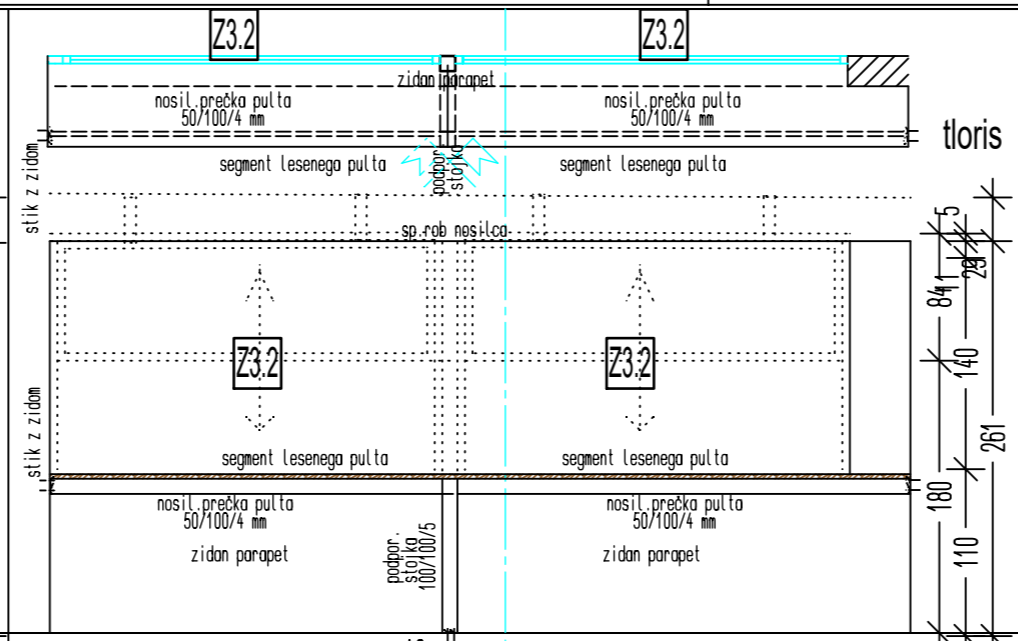 Z3.2
Z3.2
zidan parapet
nosil.prečka pulta
50/100/4 mm
nosil.prečka pulta
50/100/4 mm
tloris
segment lesenega pulta
segment lesenega pulta
podpor.
stojka
stik z zidom
sp.rob nosilca
5
29
11
84
140
261
Z3.2
Z3.2
stik z zidom
segment lesenega pulta
segment lesenega pulta
180
nosil.prečka pulta
50/100/4 mm
nosil.prečka pulta
50/100/4 mm
podpor.
stojka
100/100/5
zidan parapet
zidan parapet
110